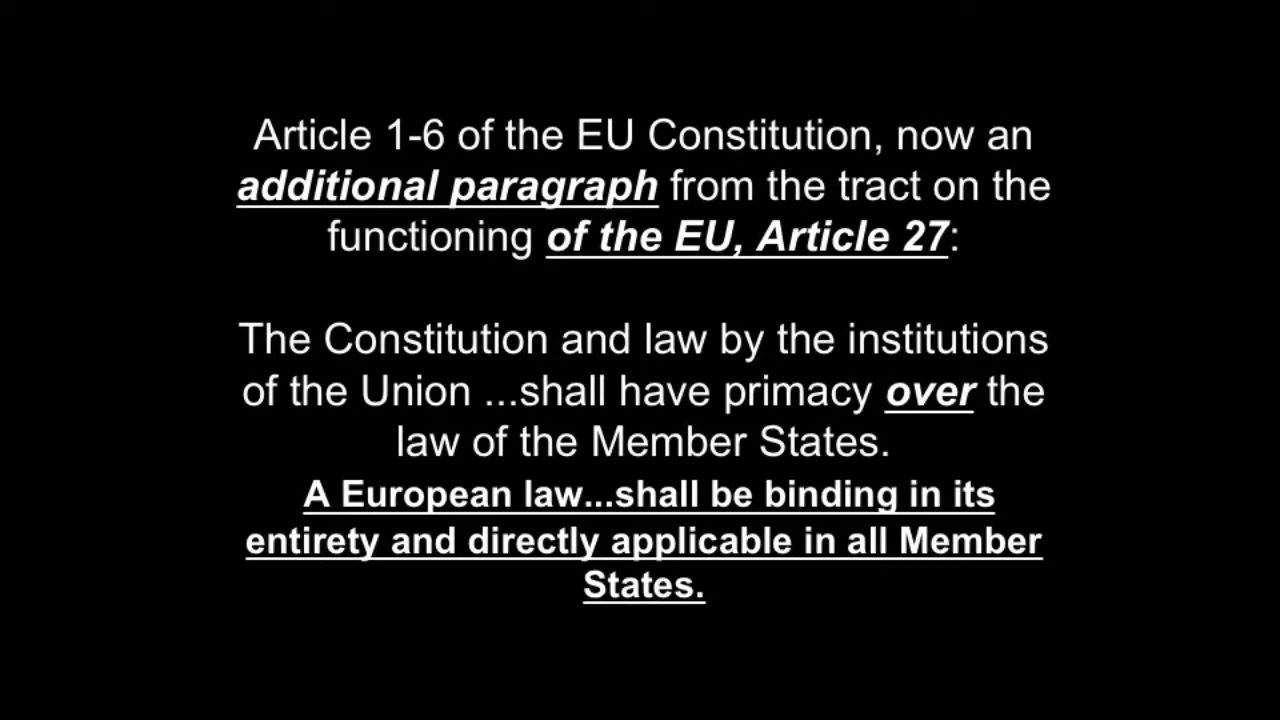 Article 1-6 of the EU Constitution, now an
additional paragraph from the tract on the
functioning of the EU, Article 27:
The Constitution and law by the institutions
of the Union ...shall have primacy over the
law of the Member States.
A European law...shall be binding in its
entirety and directly applicable in all Member
States.